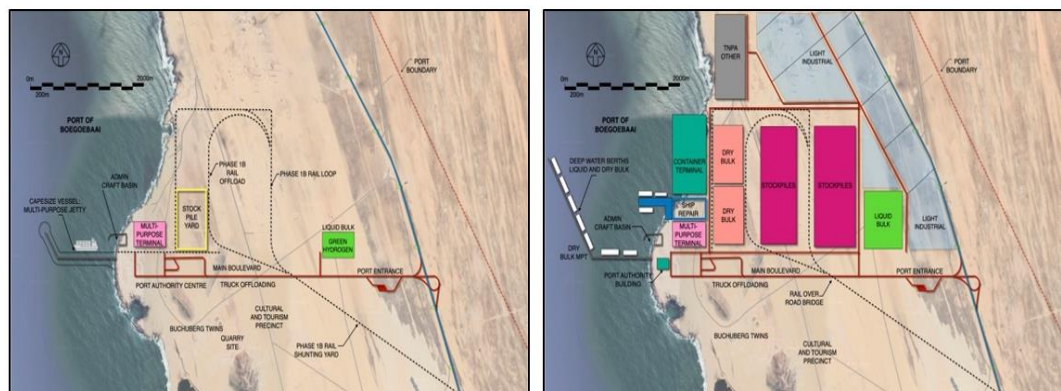 N
0m
2000m
200m
PORT OF
BOEGOEBAAI
PORT
BOUNDARY
ADMIN
CRAFT BASIN
PHASE 1B
RAIL
OFFLOAD
PHASE 1B RAIL LOOP
CAPESIZE VESSEL:
MULTI-PURPOSE JETTY
STOCK
PILE
YARD
MULTI-
PURPOSE
TERMINAL
LIQUID BULK
GREEN
HYDROGEN
MAIN BOULEVARD
PORT ENTRANCE
PORT AUTHORITY CENTRE
TRUCK OFFLOADING
CULTURAL
AND TOURISM
PRECINCT
BUCHUBERG TWINS
QUARRY
SITE
PHASE 1B RAIL
SHUNTING YARD
N
0m
2000m
200m
TNPA
OTHER
LIGHT
INDUSTRIAL
PORT
BOUNDARY
PORT OF
BOEGOEBAAI
DEEP WATER BERTHS
LIQUID AND DRY BULK
CONTAINER
TERMINAL
DRY
BULK
STOCKPILES
STOCKPILES
SHIP
REPAIR
DRY
BULK
ADMIN
CRAFT
BASIN
MULTI-
PURPOSE
TERMINAL
LIQUID
BULK
LIGHT
INDUSTRIAL
DRY
BULK MPT
MAIN BOULEVARD
PORT ENTRANCE
PORT AUTHORITY
BUILDING
TRUCK OFFLOADING
RAIL OVER
ROAD BRIDGE
BUCHUBERG TWINS
CULTURAL
AND TOURISM
PRECINCT